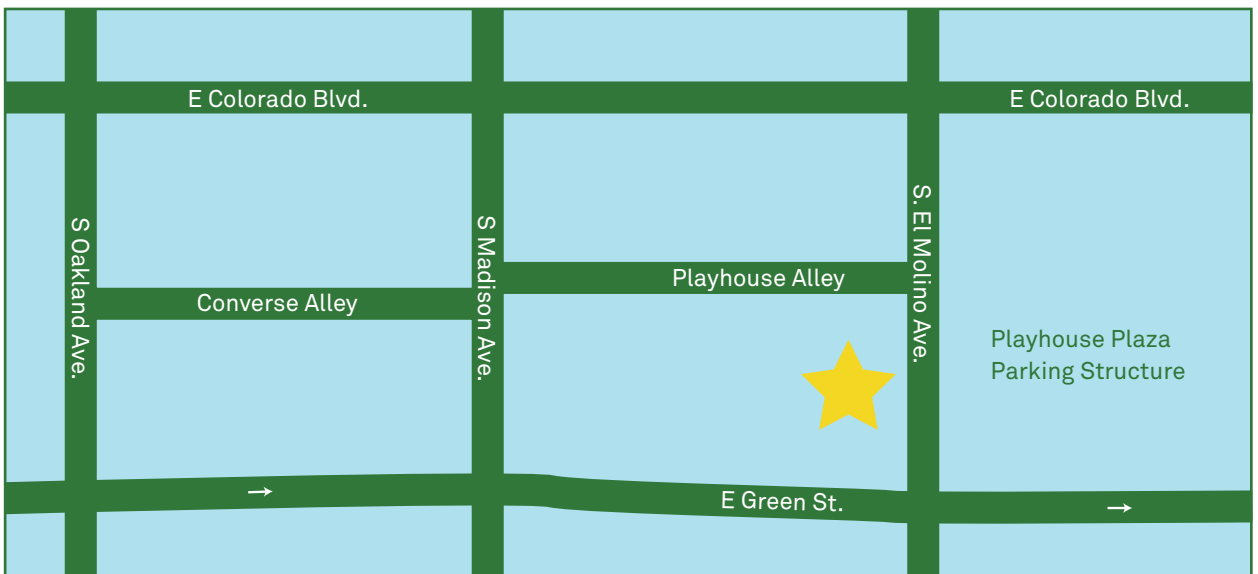 E Colorado Blvd.
E Colorado Blvd.
S Oakland Ave.
S Madison Ave.
S. El Molino Ave.
Playhouse Alley
Converse Alley
Playhouse Plaza
Parking Structure
→
E Green St.
→